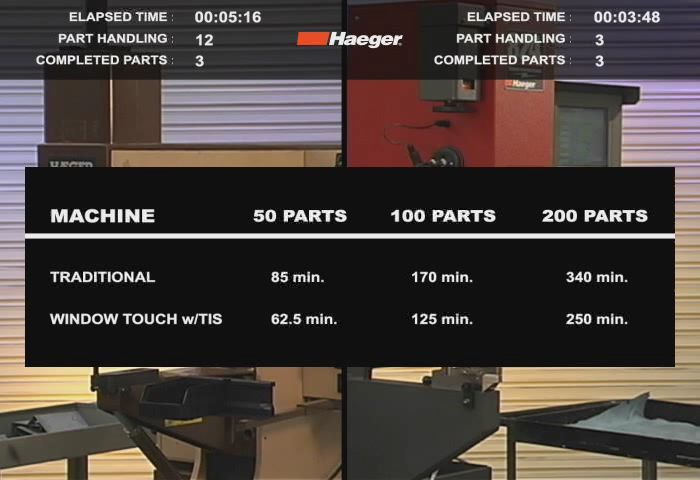 ELAPSED TIME : 00:05:16
PART HANDLING : 12
COMPLETED PARTS : 3
Haeger
ELAPSED TIME : 00:03:48
PART HANDLING : 3
COMPLETED PARTS : 3
824
Haeger
HAEGER
MACHINE 50 PARTS 100 PARTS 200 PARTS
TRADITIONAL 85 min. 170 min. 340 min.
WINDOW TOUCH w/TIS 62.5 min. 125 min. 250 min.